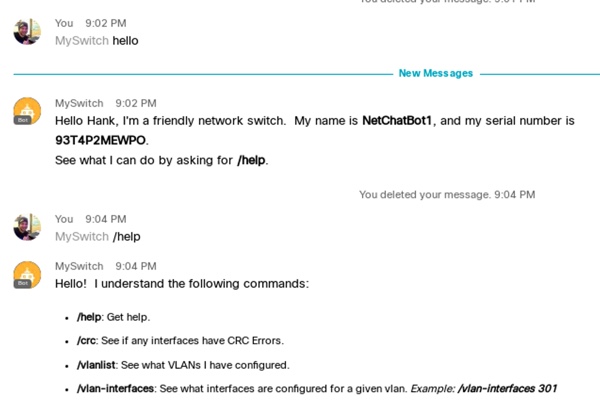 You deleted your message. 9:01 PM
You 9:02 PM
MySwitch hello
New Messages
MySwitch 9:02 PM
Hello Hank, I'm a friendly network switch. My name is NetChatBot1, and my serial number is
93T4P2MEWPO.
See what I can do by asking for /help.
Bot
You deleted your message. 9:04 PM
You 9:04 PM
MySwitch /help
MySwitch 9:04 PM
Hello! I understand the following commands:
Bot
• /help: Get help.
• /crc: See if any interfaces have CRC Errors.
• /vlanlist: See what VLANs I have configured.
• /vlan-interfaces: See what interfaces are configured for a given vlan. Example: /vlan-interfaces 301